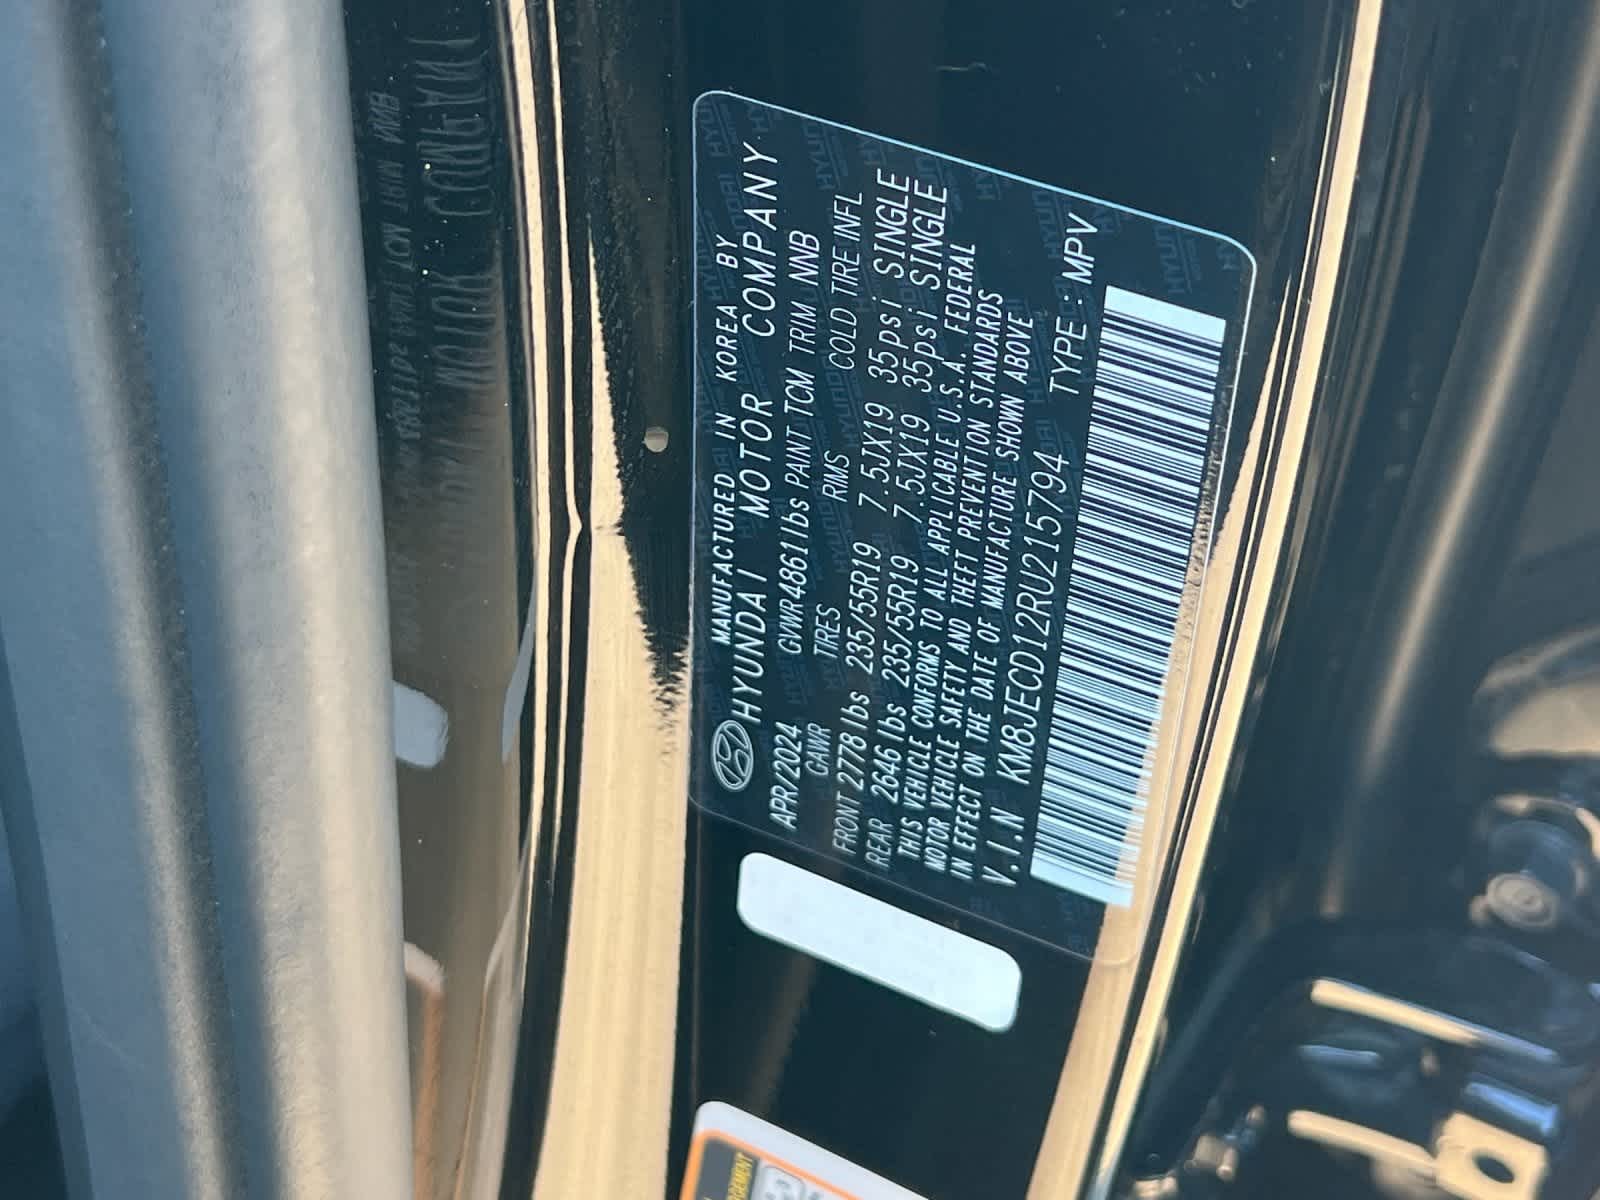 MANUFACTURED IN KOREA BY
HYUNDAI MOTOR COMPANY
APR/2024 GVWR4861lbs PAINT TCM TRIM NNB
GAWR TIRES RIMS COLD TIRE INFL
FRONT 2778 lbs 235/55R19 7.5JX19 35psi SINGLE
REAR 2646 lbs 235/55R19 7.5JX19 35psi SINGLE
THIS VEHICLE CONFORMS TO ALL APPLICABLE U.S.A. FEDERAL
MOTOR VEHICLE SAFETY AND THEFT PREVENTION STANDARDS
IN EFFECT ON THE DATE OF MANUFACTURE SHOWN ABOVE
V.I.N KM8JECD12RU215794 TYPE : MPV